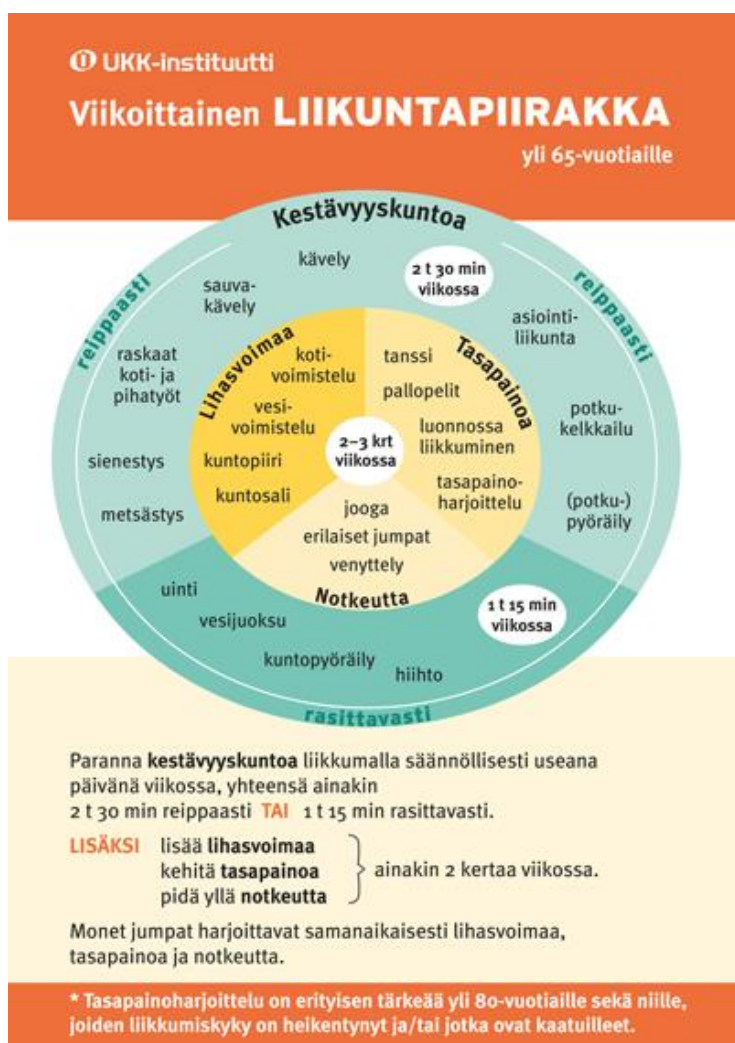 UKK-instituutti
Viikoittainen LIIKUNTAPIIRAKKA
yli 65-vuotiaille
Kestävyyskuntoa
reippaasti
reippaasti
kävely
2 t 30 min
viikossa
sauva-
kävely
asiointi-
liikunta
raskaat
koti- ja
pihatyöt
potku-
kelkkailu
sienestys
metsästys
(potku-)
pyöräily
Lihasvoimaa
koti-
voimistelu
vesi-
voimistelu
kuntopiiri
kuntosali
Tasapainoa
tanssi
pallopelit
luonnossa
liikkuminen
tasapaino-
harjoittelu
2–3 krt
viikossa
jooga
erilaiset jumpat
venyttely
Notkeutta
uinti
vesijuoksu
kuntopyöräily
hiihto
1 t 15 min
viikossa
rasittavasti
Paranna kestävyyskuntoa liikkumalla säännöllisesti useana
päivänä viikossa, yhteensä ainakin
2 t 30 min reippaasti TAI 1 t 15 min rasittavasti.
LISÄKSI lisää lihasvoimaa
kehitä tasapainoa ainakin 2 kertaa viikossa.
pidä yllä notkeutta
Monet jumpat harjoittavat samanaikaisesti lihasvoimaa,
tasapainoa ja notkeutta.
* Tasapainoharjoittelu on erityisen tärkeää yli 80-vuotiaille sekä niille,
joiden liikkumiskyky on heikentynyt ja/tai jotka ovat kaatuilleet.